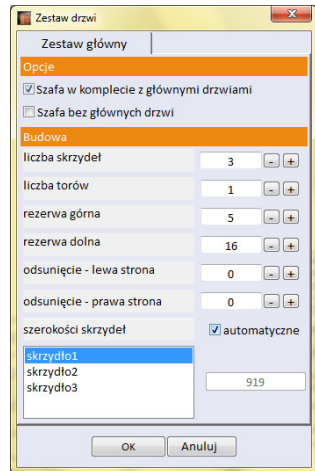 Zestaw drzwi
Zestaw główny
Opcje
Szafa w komplecie z głównymi drzwiami
Szafa bez głównych drzwi
Budowa
liczba skrzydeł 3 - +
liczba torów 1 - +
rezerwa górna 5 - +
rezerwa dolna 16 - +
odsunięcie - lewa strona 0 - +
odsunięcie - prawa strona 0 - +
szerokości skrzydeł automatyczne
skrzydło1
skrzydło2
skrzydło3
919
OK Anuluj